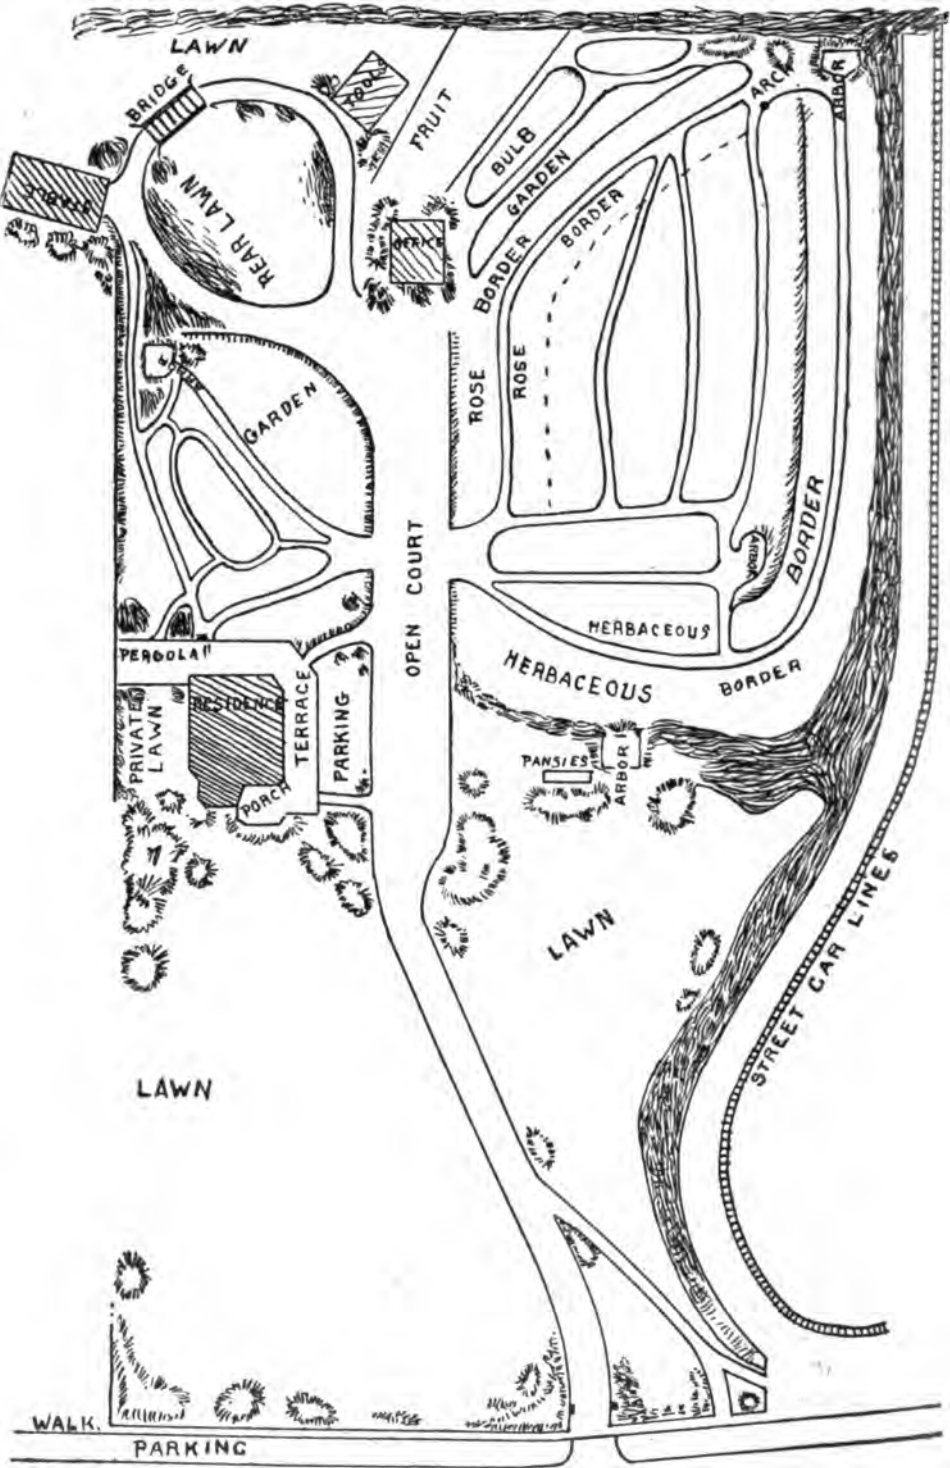 LAWN
BRIDGE
TOOLS
FRUIT
BULB
GARDEN
ARCH
ARBOR
STABLE
REAR LAWN
OFFICE
BORDER
BORDER
ROSE
ROSE
GARDEN
OPEN COURT
ARBOR
BORDER
HERBACEOUS
HERBACEOUS
BORDER
PERGOLA
RESIDENCE
PRIVATE
LAWN
TERRACE
PARKING
PORCH
PANSIES
ARBOR
LAWN
STREET CAR LINES
LAWN
WALK.
PARKING